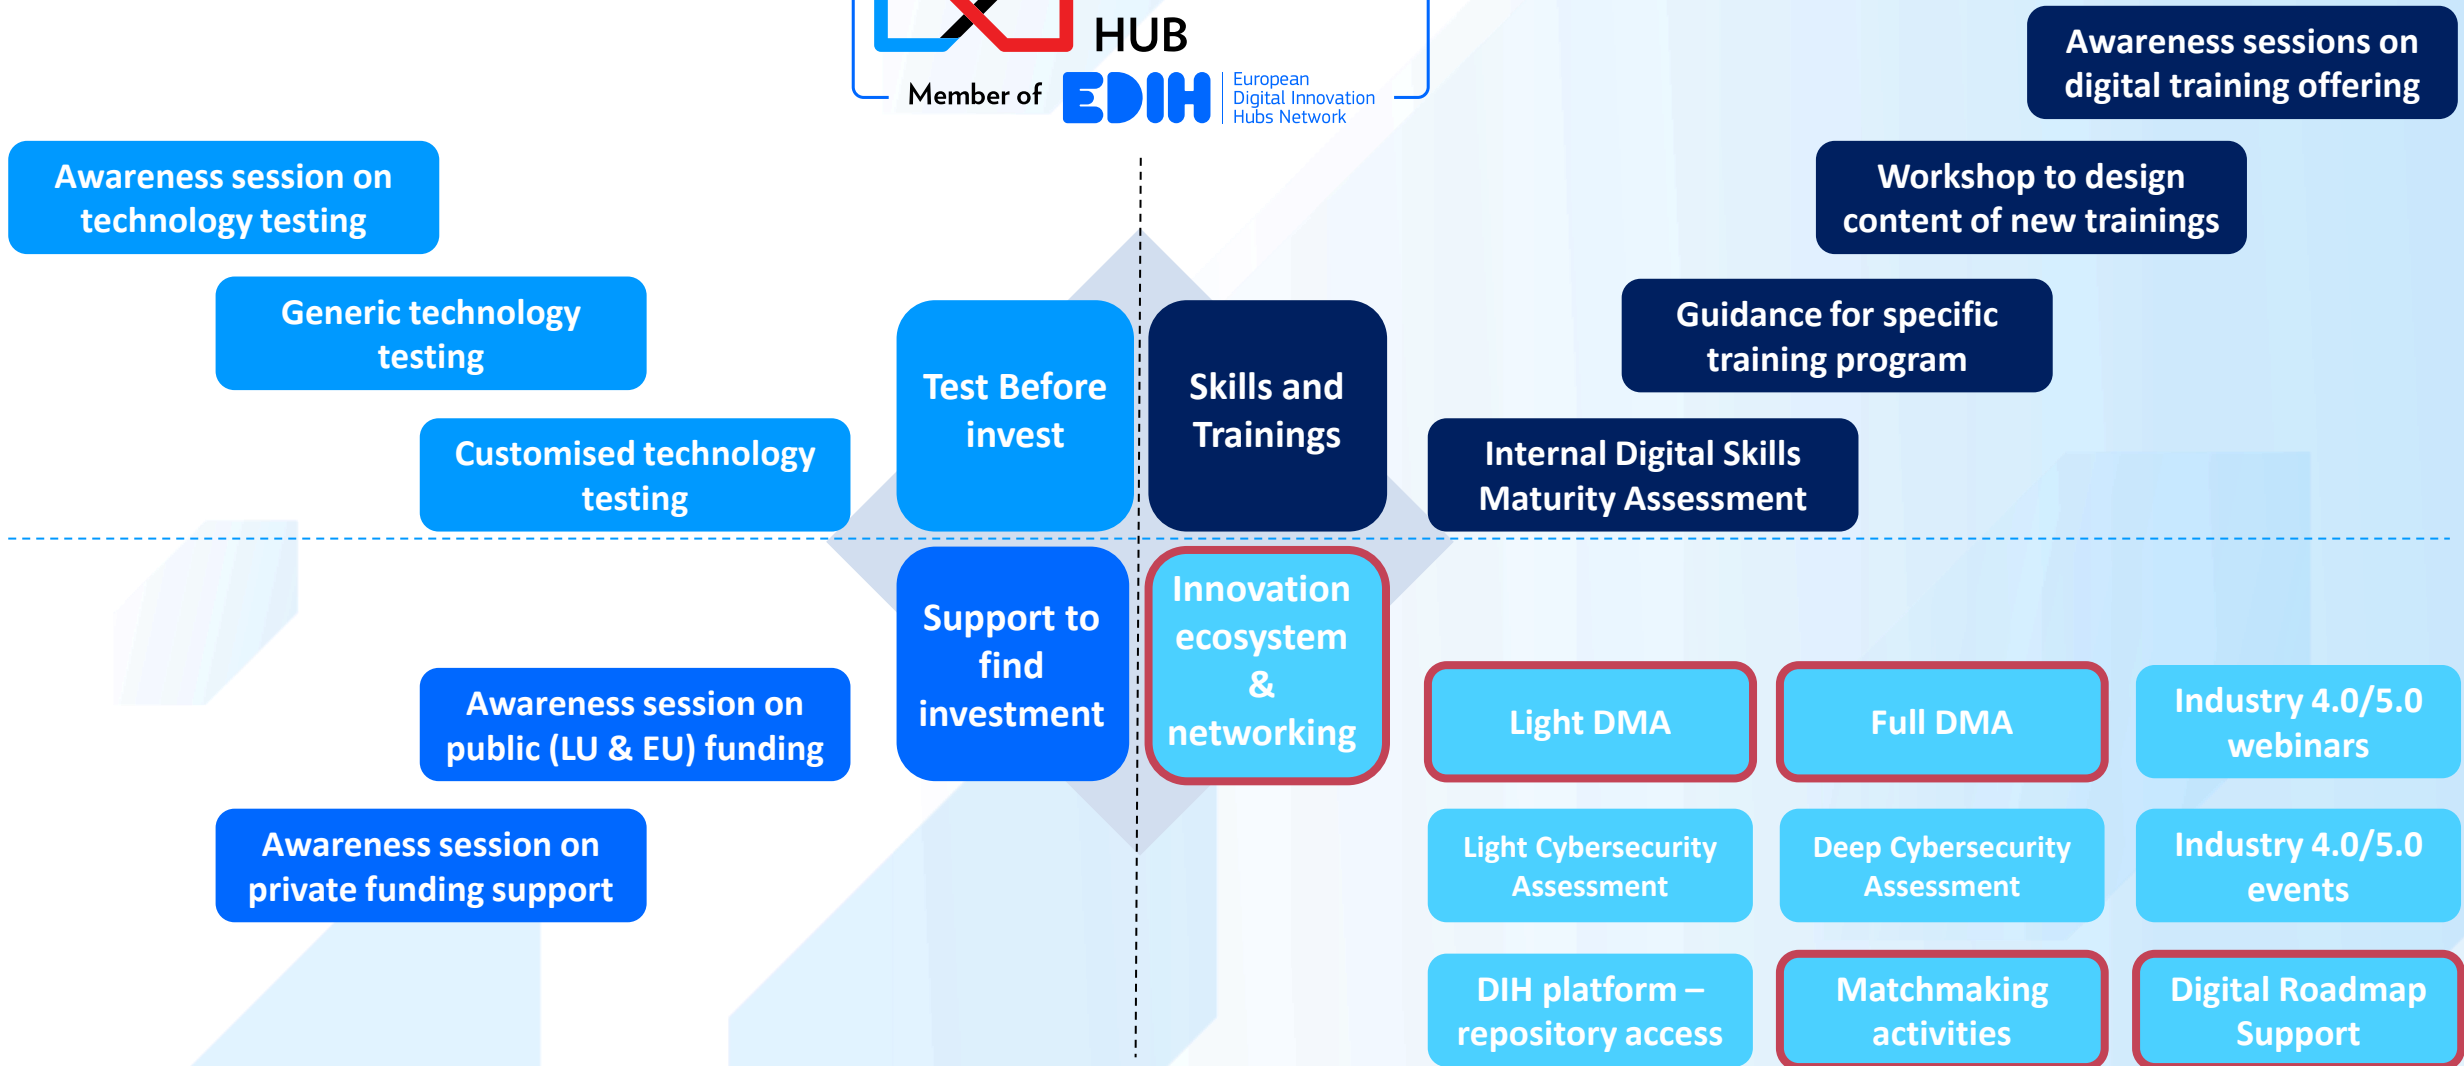 HUB
Member of EDIH European
Digital Innovation
Hubs Network
Awareness session on
technology testing
Generic technology
testing
Customised technology
testing
Test Before
invest
Skills and
Trainings
Awareness sessions on
digital training offering
Workshop to design
content of new trainings
Guidance for specific
training program
Internal Digital Skills
Maturity Assessment
Support to
find
investment
Awareness session on
public (LU & EU) funding
Awareness session on
private funding support
Innovation
ecosystem
&
networking
Light DMA
Full DMA
Industry 4.0/5.0
webinars
Light Cybersecurity
Assessment
Deep Cybersecurity
Assessment
Industry 4.0/5.0
events
DIH platform –
repository access
Matchmaking
activities
Digital Roadmap
Support